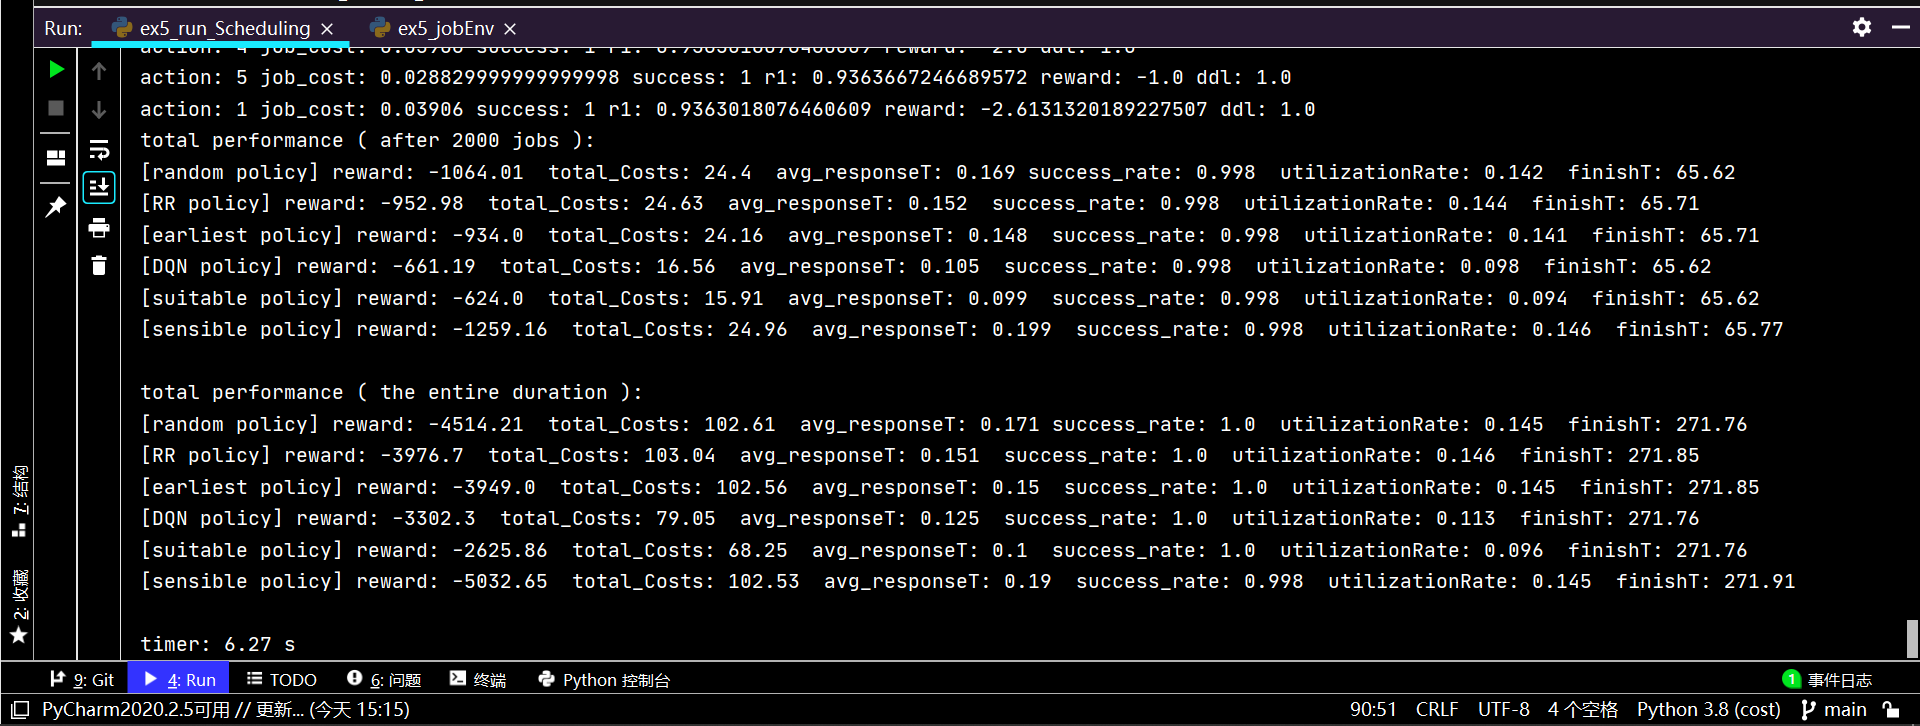 Run: ex5_run_Scheduling × ex5_jobEnv ×
action: 5 job_cost: 0.028829999999999998 success: 1 r1: 0.9363667246689572 reward: -1.0 ddl: 1.0
action: 1 job_cost: 0.03906 success: 1 r1: 0.9363018076460609 reward: -2.6131320189227507 ddl: 1.0
total performance ( after 2000 jobs ):
[random policy] reward: -1064.01  total_Costs: 24.4  avg_responseT: 0.169 success_rate: 0.998  utilizationRate: 0.142  finishT: 65.62
[RR policy] reward: -952.98  total_Costs: 24.63  avg_responseT: 0.152  success_rate: 0.998  utilizationRate: 0.144  finishT: 65.71
[earliest policy] reward: -934.0  total_Costs: 24.16  avg_responseT: 0.148  success_rate: 0.998  utilizationRate: 0.141  finishT: 65.71
[DQN policy] reward: -661.19  total_Costs: 16.56  avg_responseT: 0.105  success_rate: 0.998  utilizationRate: 0.098  finishT: 65.62
[suitable policy] reward: -624.0  total_Costs: 15.91  avg_responseT: 0.099  success_rate: 0.998  utilizationRate: 0.094  finishT: 65.62
[sensible policy] reward: -1259.16  total_Costs: 24.96  avg_responseT: 0.199  success_rate: 0.998  utilizationRate: 0.146  finishT: 65.77
total performance ( the entire duration ):
[random policy] reward: -4514.21  total_Costs: 102.61  avg_responseT: 0.171 success_rate: 1.0  utilizationRate: 0.145  finishT: 271.76
[RR policy] reward: -3976.7  total_Costs: 103.04  avg_responseT: 0.151  success_rate: 1.0  utilizationRate: 0.146  finishT: 271.85
[earliest policy] reward: -3949.0  total_Costs: 102.56  avg_responseT: 0.15  success_rate: 1.0  utilizationRate: 0.145  finishT: 271.85
[DQN policy] reward: -3302.3  total_Costs: 79.05  avg_responseT: 0.125  success_rate: 1.0  utilizationRate: 0.113  finishT: 271.76
[suitable policy] reward: -2625.86  total_Costs: 68.25  avg_responseT: 0.1  success_rate: 1.0  utilizationRate: 0.096  finishT: 271.76
[sensible policy] reward: -5032.65  total_Costs: 102.53  avg_responseT: 0.19  success_rate: 0.998  utilizationRate: 0.145  finishT: 271.91
timer: 6.27 s
7: 结构
2: 收藏
9: Git 4: Run TODO 6: 问题 终端 Python 控制台 1 事件日志
PyCharm2020.2.5可用 // 更新... (今天 15:15) 90:51 CRLF UTF-8 4 个空格 Python 3.8 (cost) main